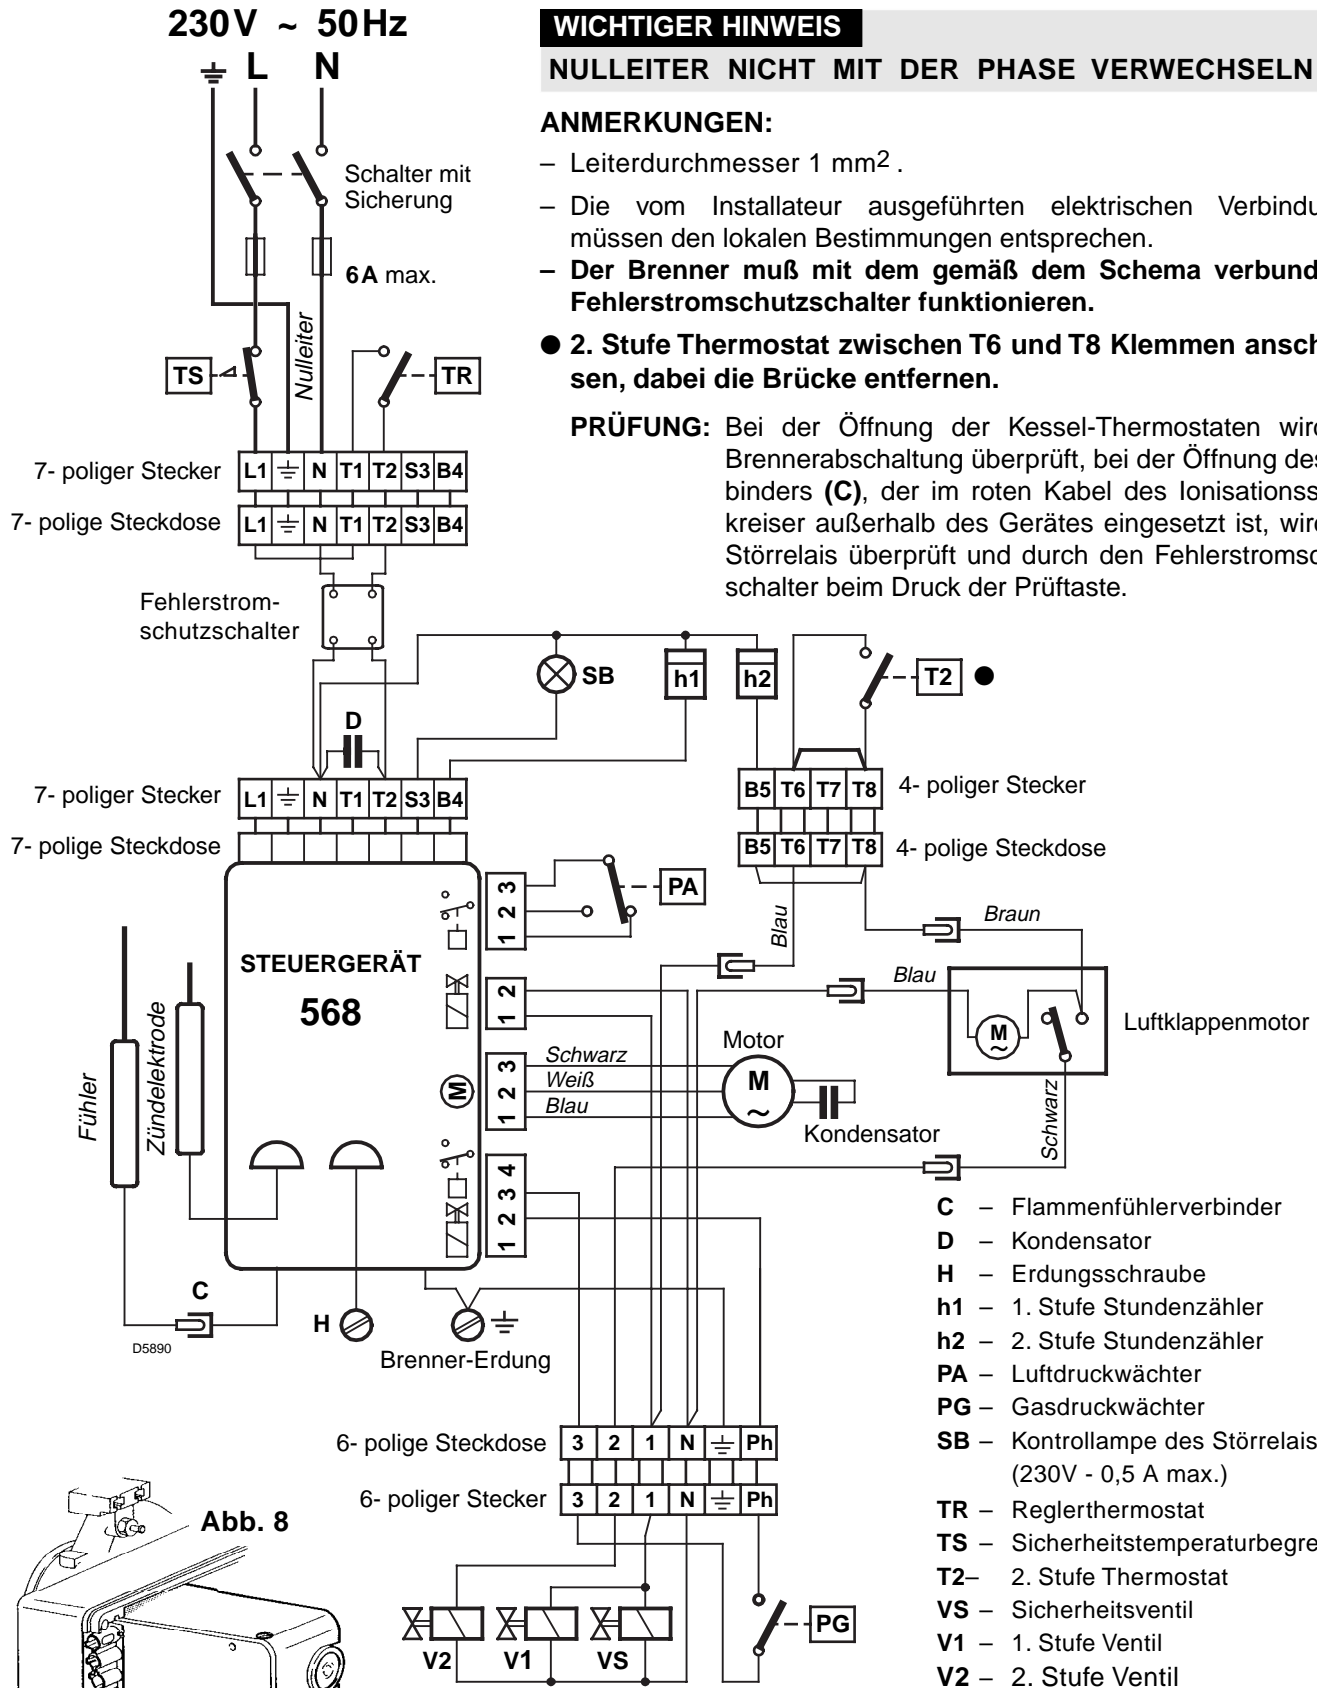 230V ~ 50Hz
L N
Schalter mit
Sicherung
6A max.
Nulleiter
TS
TR
7- poliger Stecker L1 N T1 T2 S3 B4
7- polige Steckdose L1 N T1 T2 S3 B4
Fehlerstrom-
schutzschalter
WICHTIGER HINWEIS
NULLEITER NICHT MIT DER PHASE VERWECHSELN
ANMERKUNGEN:
– Leiterdurchmesser 1 mm2 .
– Die vom Installateur ausgeführten elektrischen
müssen den lokalen Bestimmungen entsprechen.
– Der Brenner muß mit dem gemäß dem Schema
Fehlerstromschutzschalter funktionieren.
● 2. Stufe Thermostat zwischen T6 und T8 Klemmen
sen, dabei die Brücke entfernen.
PRÜFUNG: Bei der Öffnung der Kessel-Thermostaten
Brennerabschaltung überprüft, bei der Öffnung
binders (C), der im roten Kabel des
kreiser außerhalb des Gerätes eingesetzt ist,
Störrelais überprüft und durch den
schalter beim Druck der Prüftaste.
SB
h1
h2
T2 ●
D
7- poliger Stecker L1 N T1 T2 S3 B4
7- polige Steckdose
B5 T6 T7 T8 4- poliger Stecker
B5 T6 T7 T8 4- polige Steckdose
STEUERGERÄT
568
3
2
1
PA
2
1
3
2
1
4
3
2
1
M
Schwarz
Weiß
Blau
Motor
M
~
Kondensator
Blau
Braun
Blau
M
~
Luftklappenmotor
Schwarz
Fühler
Zündelektrode
C
D5890
H
Brenner-Erdung
6- polige Steckdose 3 2 1 N Ph
6- poliger Stecker 3 2 1 N Ph
V2
V1
VS
PG
Abb. 8
C – Flammenfühlerverbinder
D – Kondensator
H – Erdungsschraube
h1 – 1. Stufe Stundenzähler
h2 – 2. Stufe Stundenzähler
PA – Luftdruckwächter
PG – Gasdruckwächter
SB – Kontrollampe des Störrelais
(230V - 0,5 A max.)
TR – Reglerthermostat
TS –
T2– 2. Stufe Thermostat
VS – Sicherheitsventil
V1 – 1. Stufe Ventil
V2 – 2. Stufe Ventil